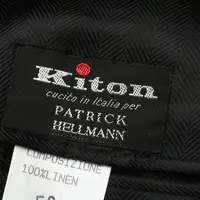 Kiton
cucito in Italia per
PATRICK
HELLMANN
COMPOSIZIONE
100%LINEN